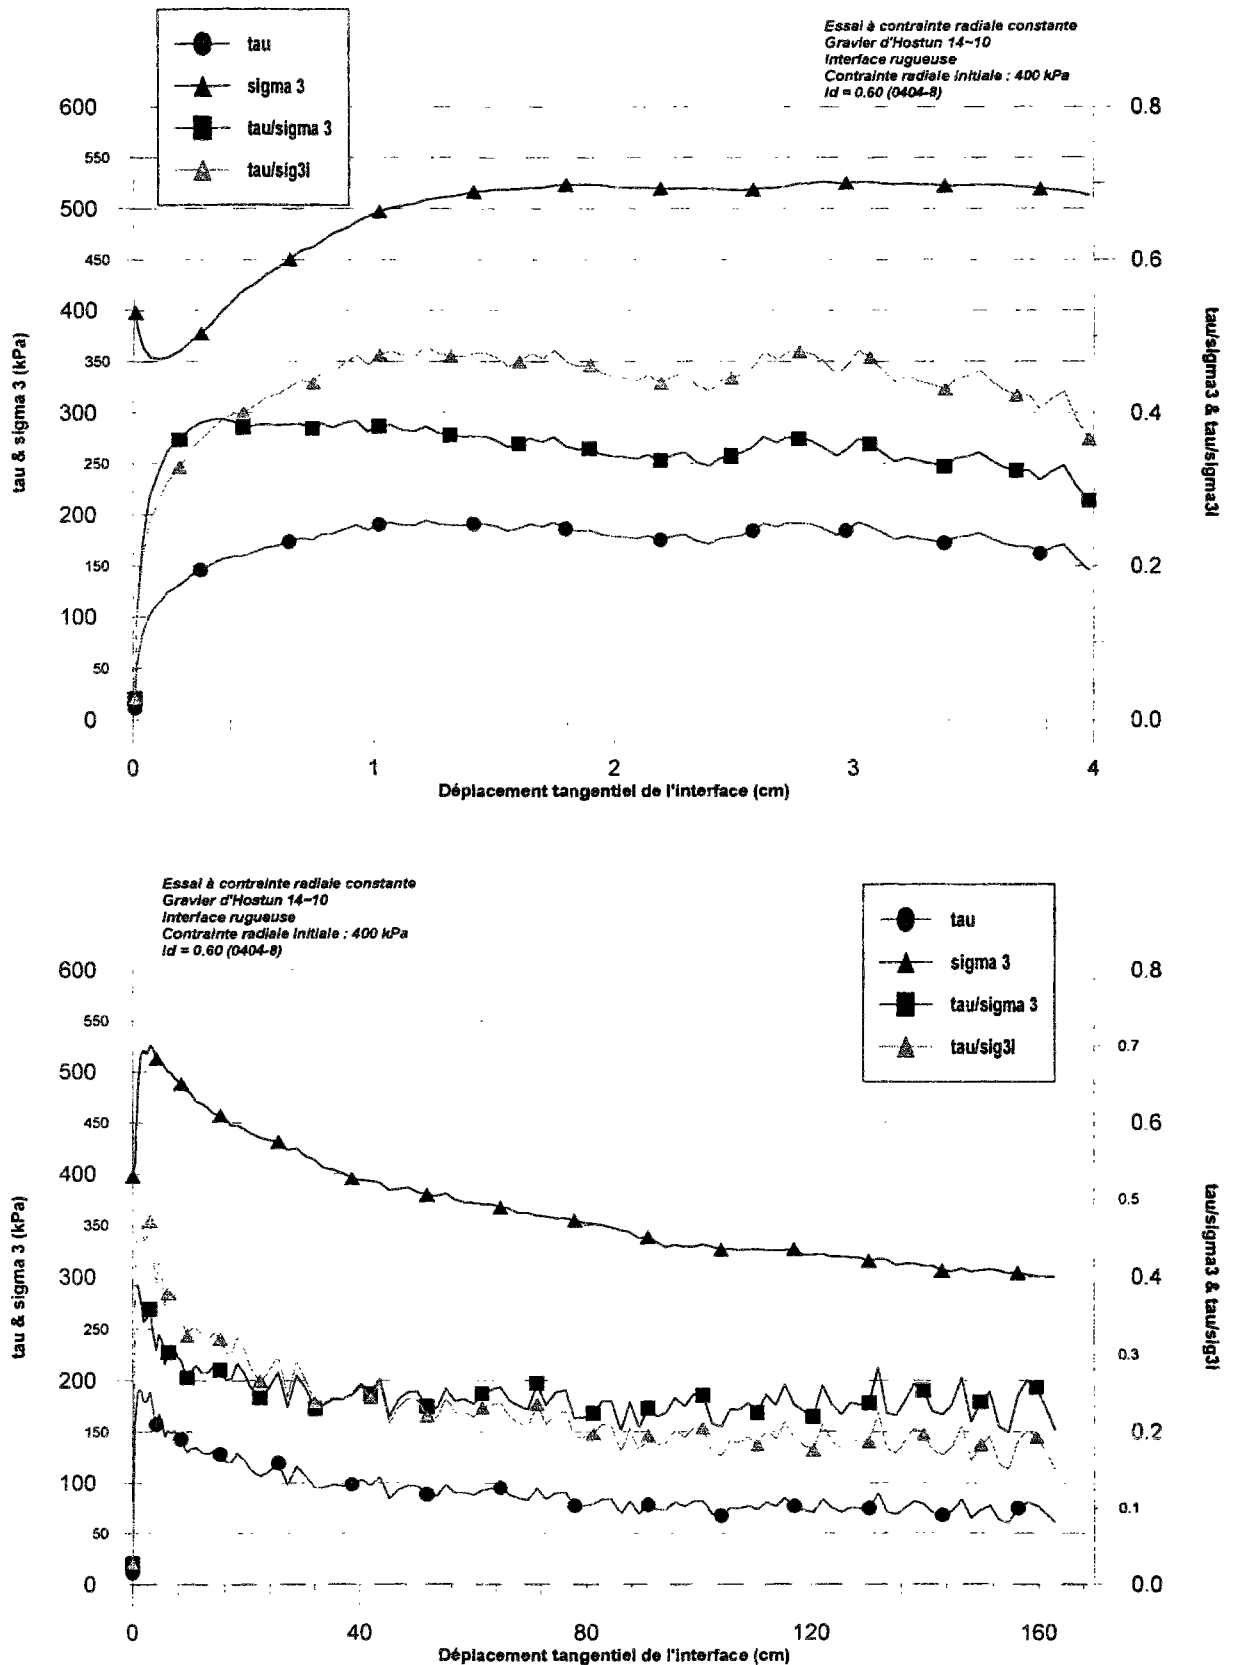 tau
sigma 3
tau/sigma 3
tau/sig3i
Essai à contrainte radiale constante
Gravier d'Hostun 14-10
Interface rugueuse
Contrainte radiale initiale : 400 kPa
Id = 0.60 (0404-8)
600
550
500
450
400
350
300
250
200
150
100
50
0
tau & sigma 3 (kPa)
0.8
0.6
0.4
0.2
0.0
tau/sigma3 & tau/sigma3i
0 1 2 3 4
Déplacement tangentiel de l'interface (cm)
Essai à contrainte radiale constante
Gravier d'Hostun 14-10
Interface rugueuse
Contrainte radiale initiale : 400 kPa
Id = 0.60 (0404-8)
tau
sigma 3
tau/sigma 3
tau/sig3i
600
550
500
450
400
350
300
250
200
150
100
50
0
tau & sigma 3 (kPa)
0.8
0.7
0.6
0.5
0.4
0.3
0.2
0.1
0.0
tau/sigma3 & tau/sig3i
0 40 80 120 160
Déplacement tangentiel de l'interface (cm)